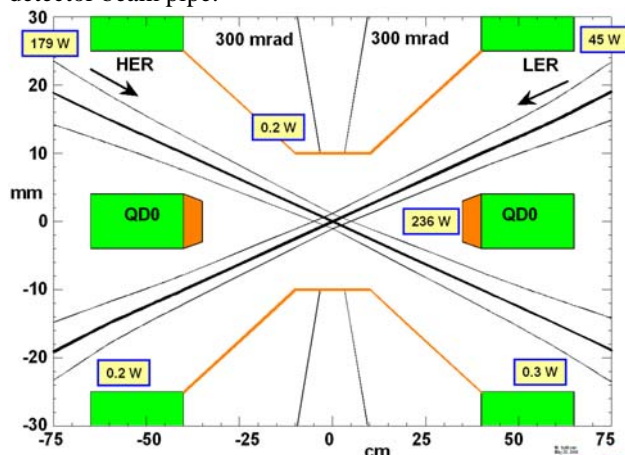 detector beam pipe.
30
20
10
mm
0
-10
-20
-30
179 W
300 mrad
300 mrad
45 W
HER
LER
0.2 W
QD0
236 W
QD0
0.2 W
0.3 W
-75
-50
-25
0
25
50
75
cm